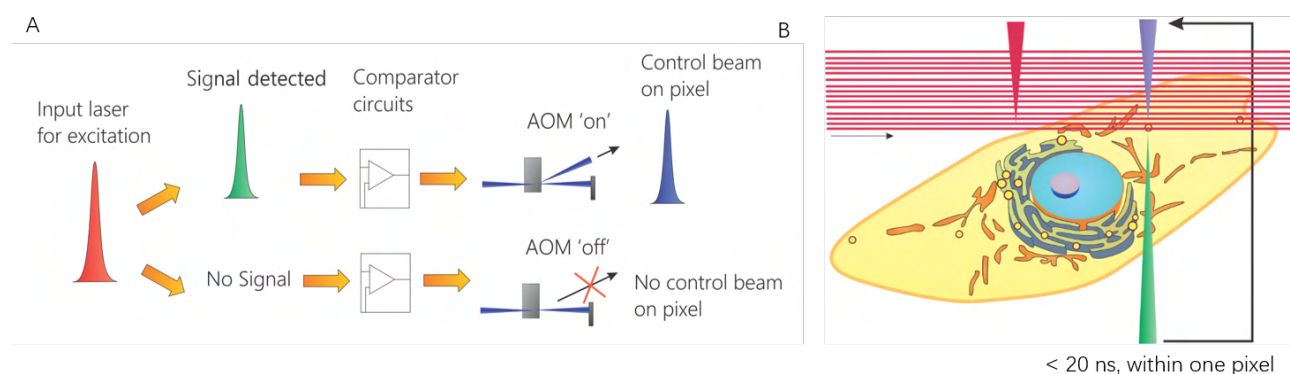 A
B
Input laser
for excitation
Signal detected
Comparator
circuits
AOM 'on'
Control beam
on pixel
No Signal
AOM 'off'
No control beam
on pixel
< 20 ns, within one pixel